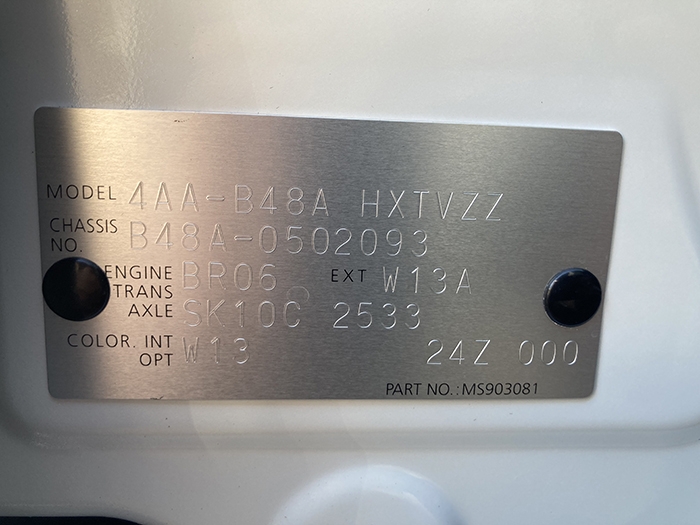 MODEL 4AA-B48A HXTVZZ
CHASSIS NO. B48A-0502093
ENGINE BR06 EXT W13A
TRANS AXLE SK10C 2533
COLOR. INT OPT W13 24Z 000
PART NO.:MS903081